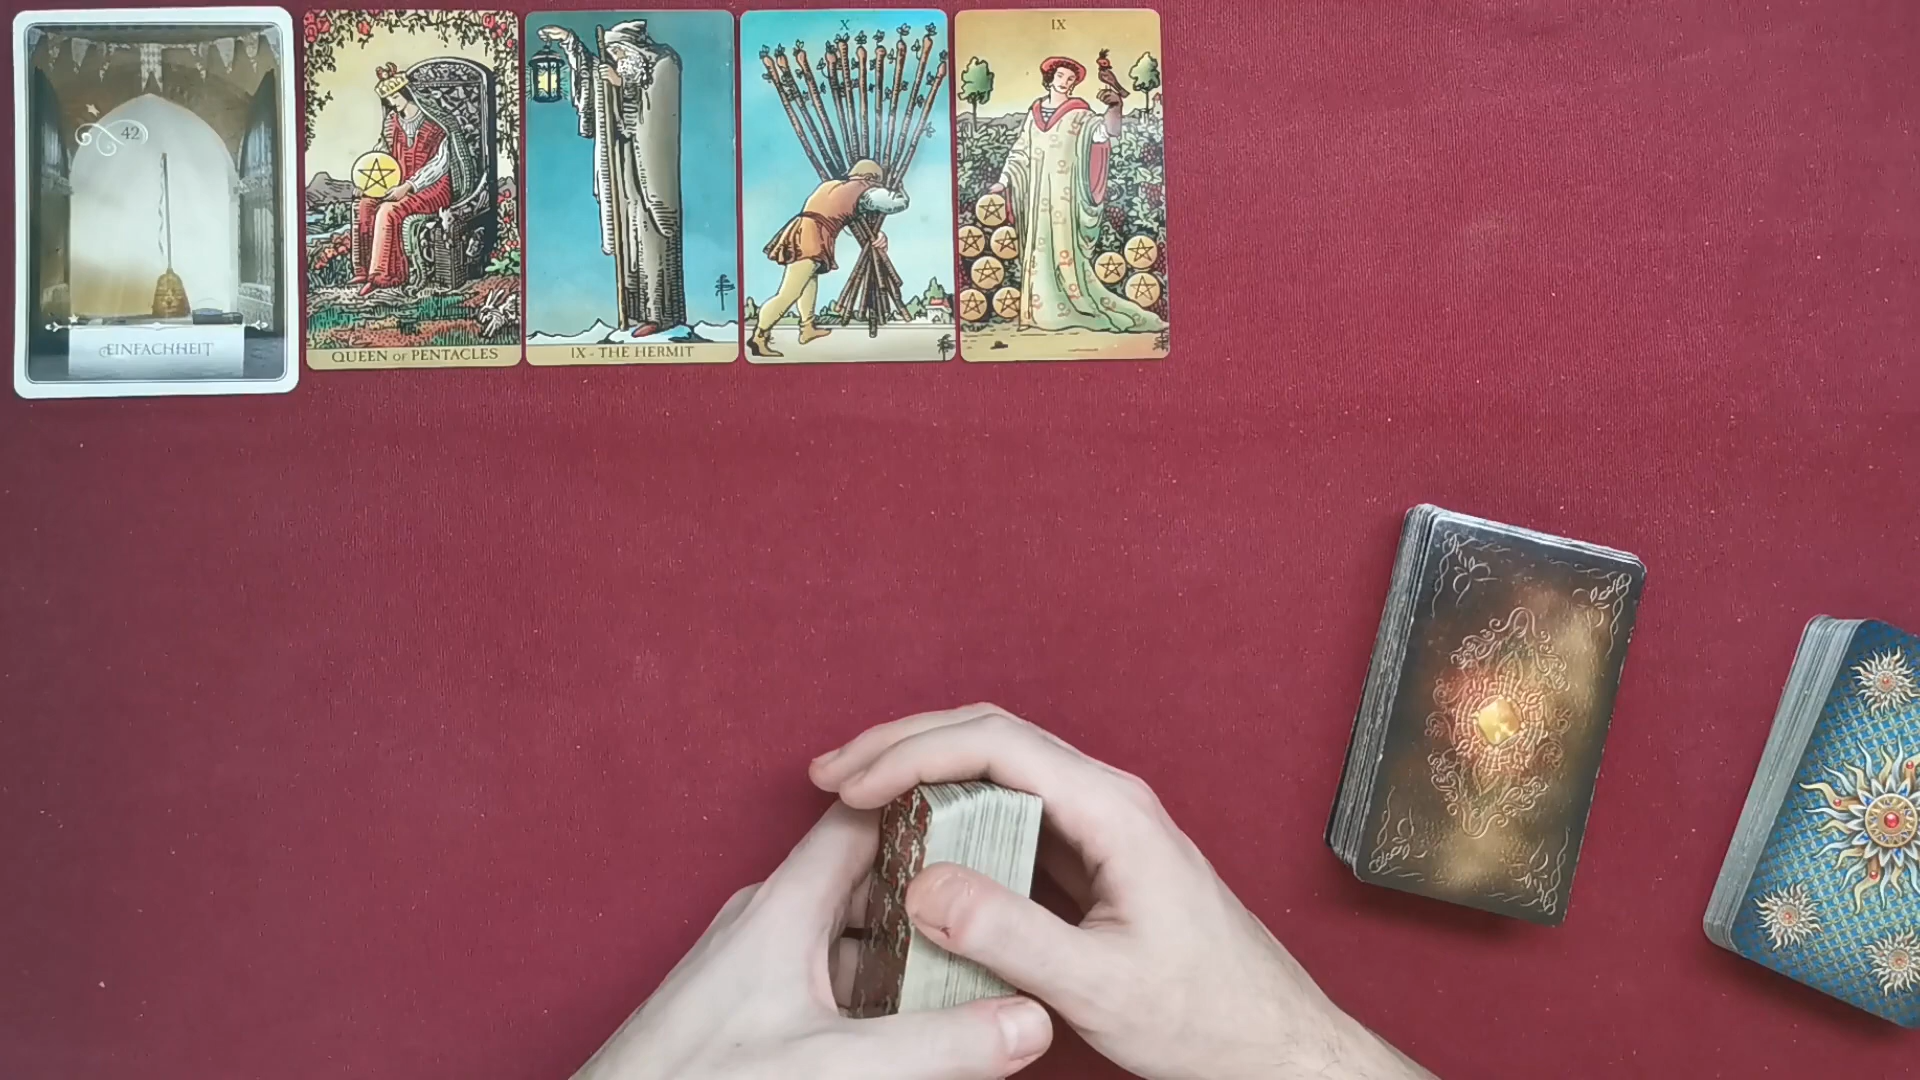 42
EINFACHHEIT
QUEEN OF PENTACLES
IX - THE HERMIT
X
IX